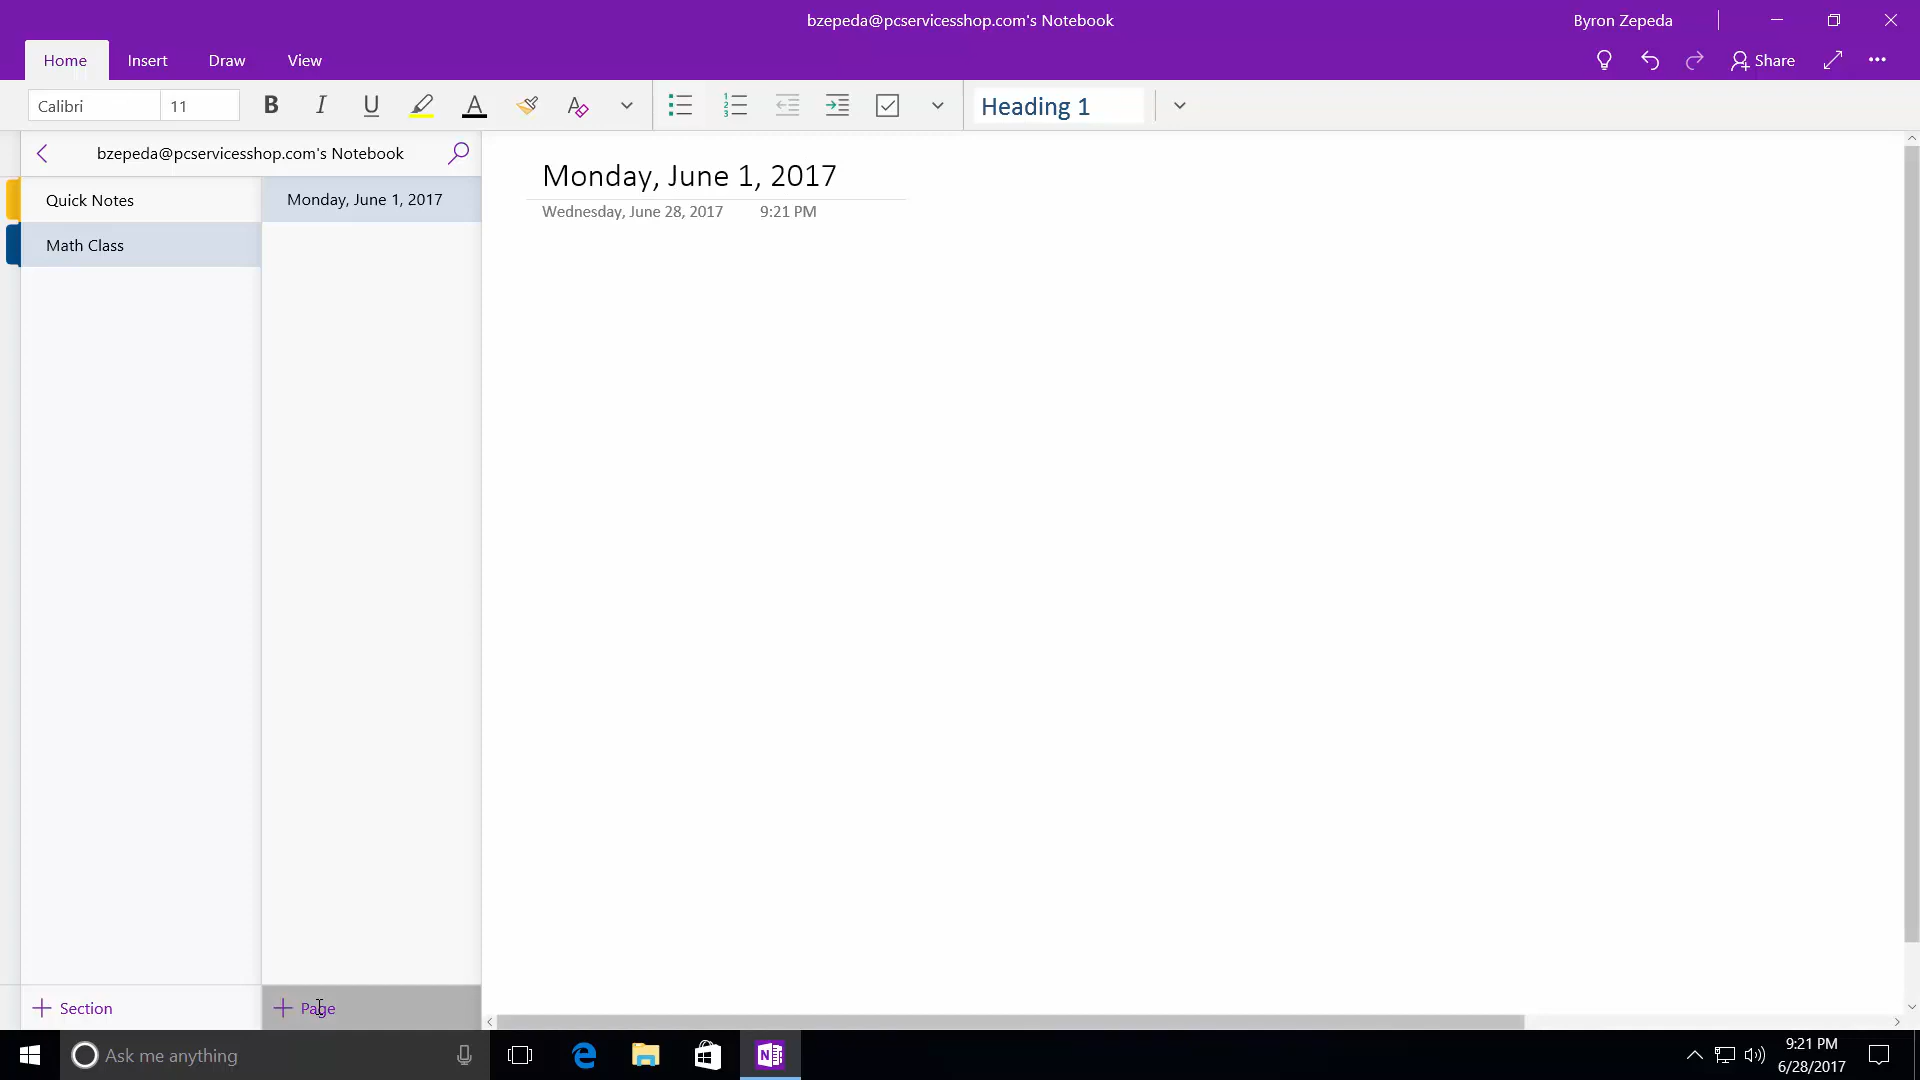 bzepeda@pcservicesshop.com's Notebook
Byron Zepeda
Home Insert Draw View
Share
Calibri 11 B I U A A
Heading 1
bzepeda@pcservicesshop.com's Notebook
Quick Notes
Math Class
Monday, June 1, 2017
Monday, June 1, 2017
Wednesday, June 28, 2017 9:21 PM
Section
Page
Ask me anything
N
9:21 PM
6/28/2017